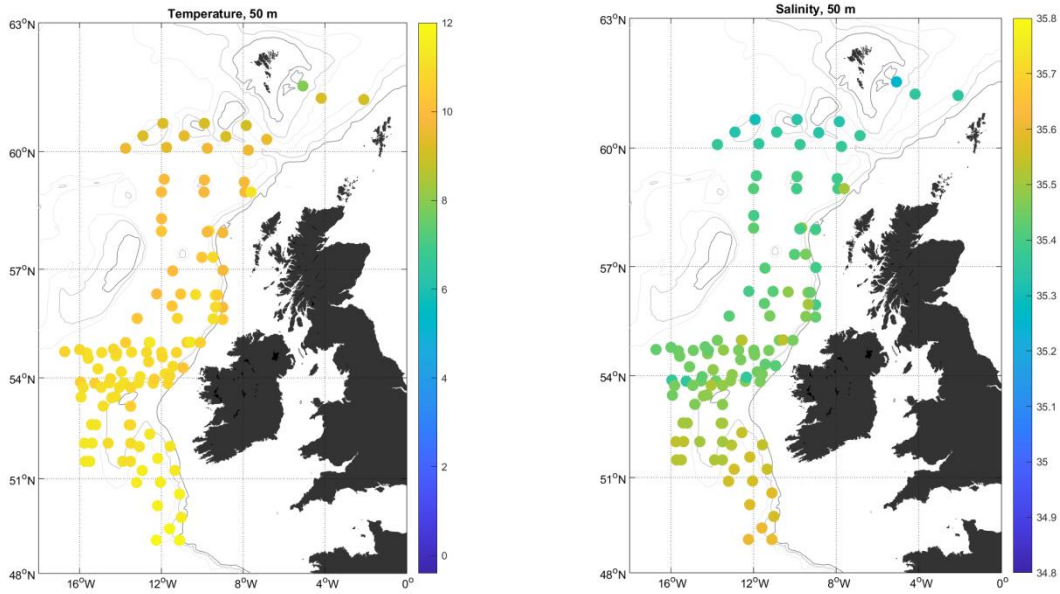 Temperature, 50 m
63°N
60°N
57°N
54°N
51°N
48°N
16°W
12°W
8°W
4°W
0°
12
10
8
6
4
2
0
Salinity, 50 m
63°N
60°N
57°N
54°N
51°N
48°N
16°W
12°W
8°W
4°W
0°
35.8
35.7
35.6
35.5
35.4
35.3
35.2
35.1
35
34.9
34.8